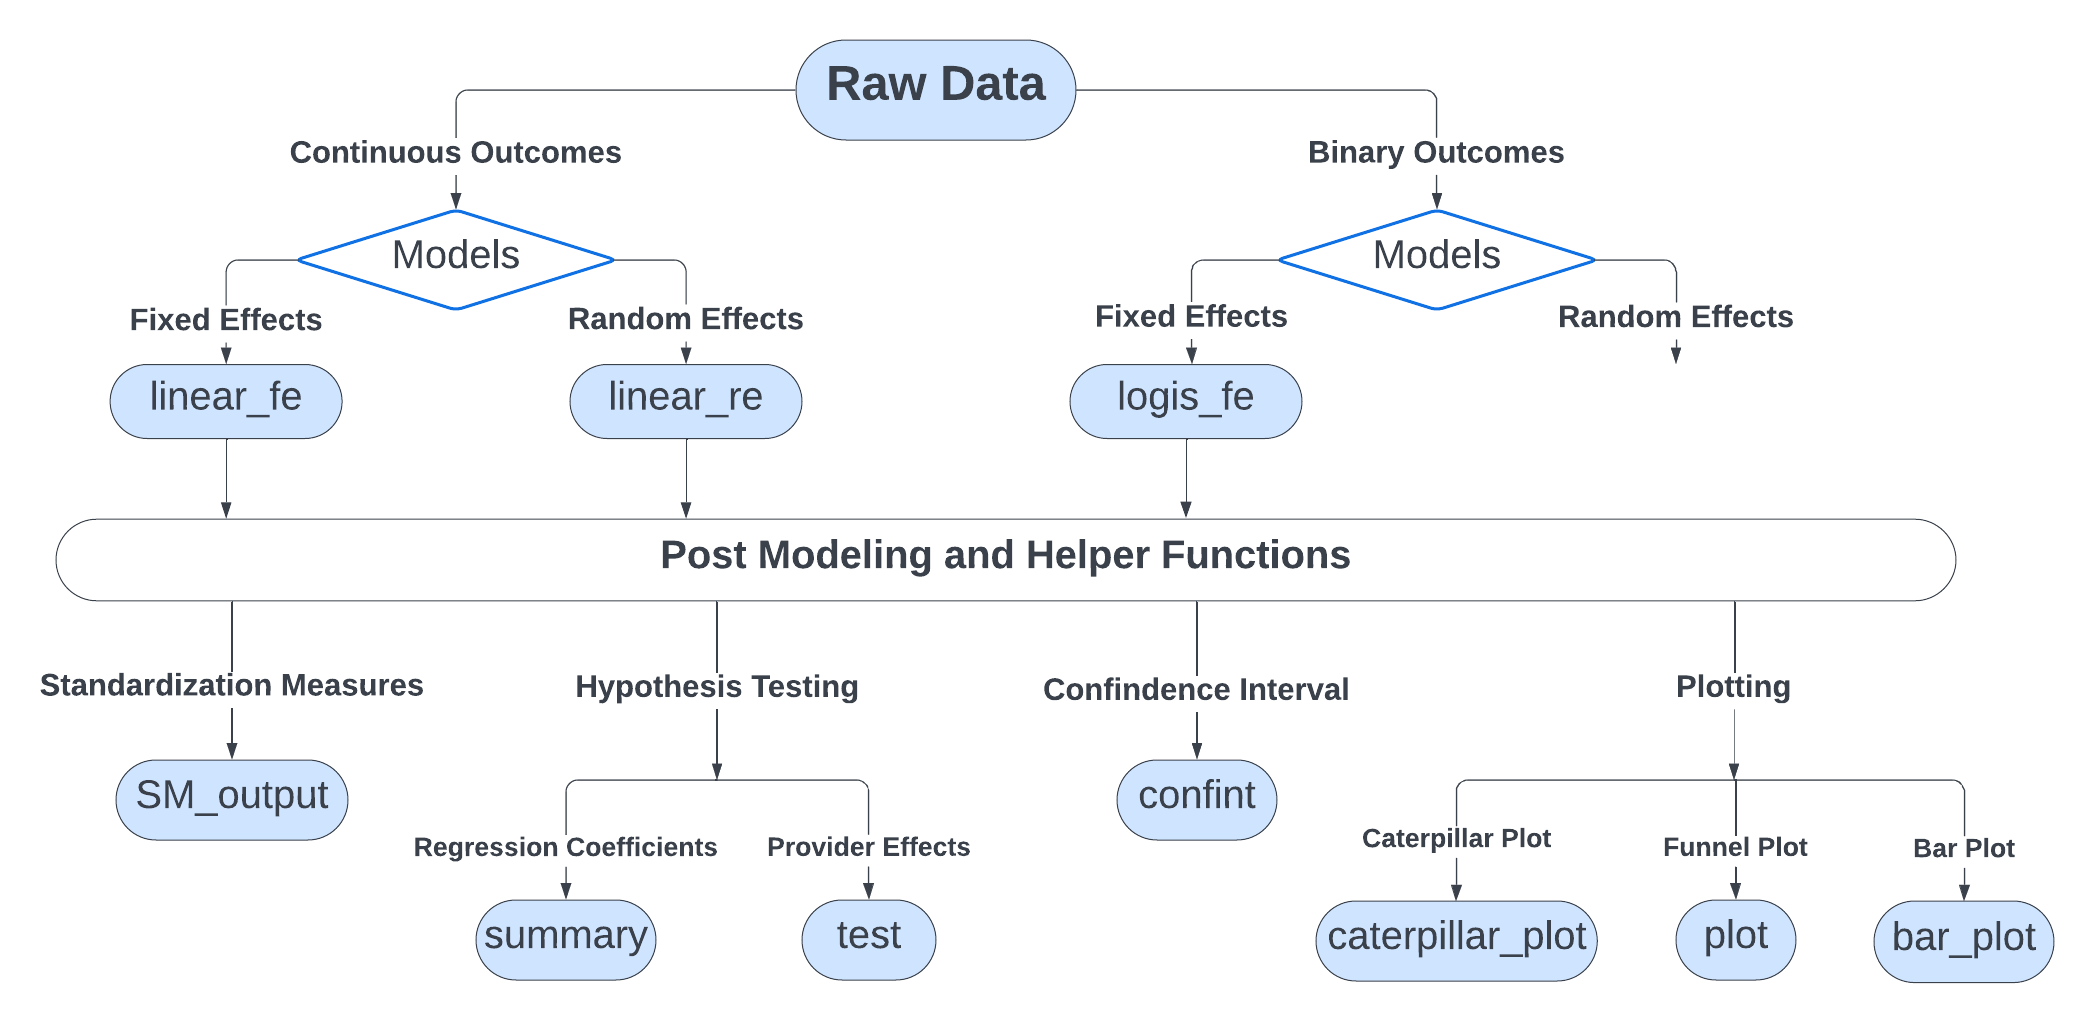 Raw Data
Continuous Outcomes
Binary Outcomes
Models
Models
Fixed Effects
Random Effects
Fixed Effects
Random Effects
linear_fe
linear_re
logis_fe
Post Modeling and Helper Functions
Standardization Measures
Hypothesis Testing
Confindence Interval
Plotting
SM_output
confint
Regression Coefficients
Provider Effects
Caterpillar Plot
Funnel Plot
Bar Plot
summary
test
caterpillar_plot
plot
bar_plot